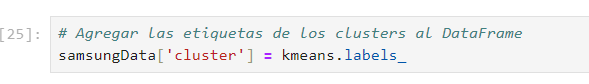 [25]: # Agregar las etiquetas de los clusters al DataFrame
samsungData['cluster'] = kmeans.labels_